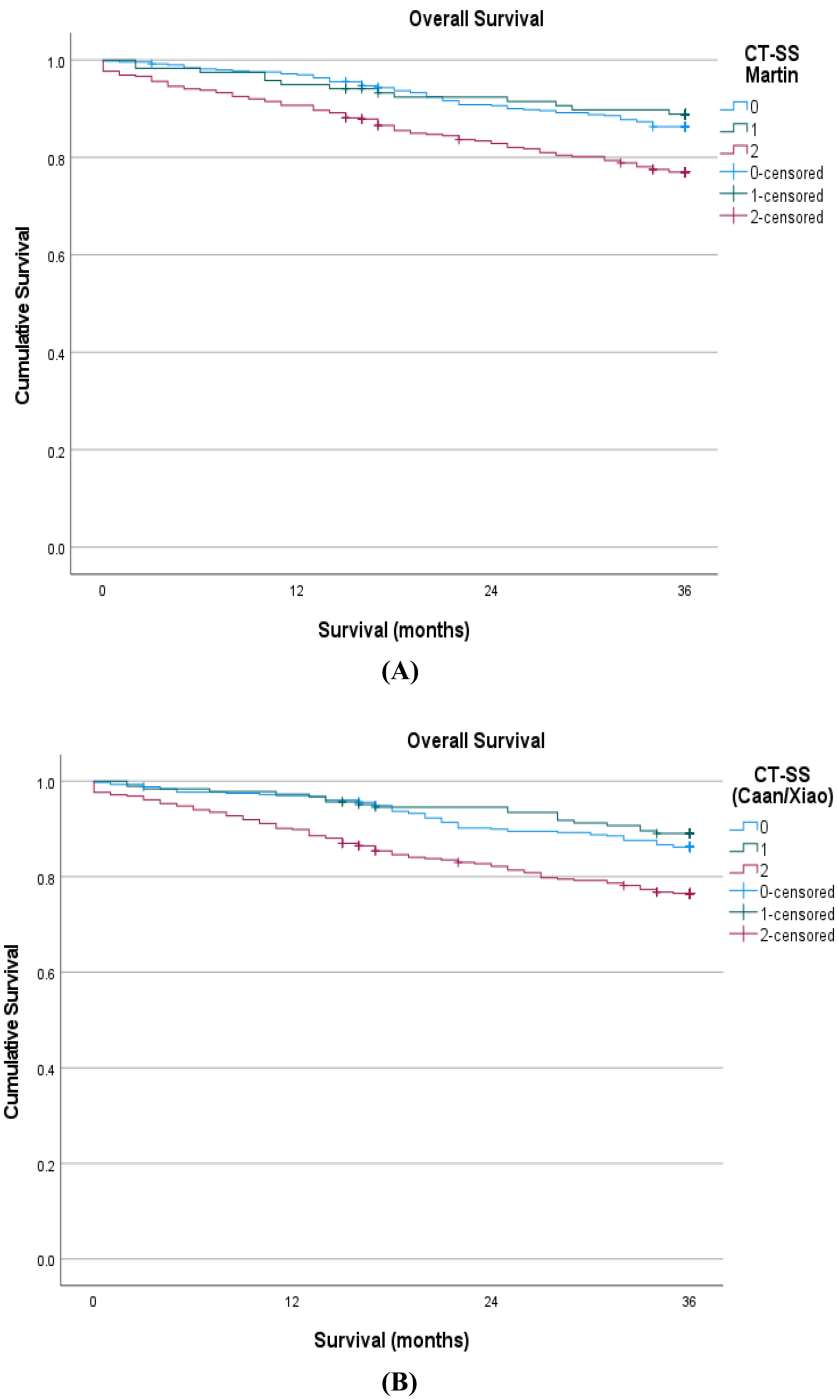 Overall Survival
CT-SS
Martin
0
1
2
0-censored
1-censored
2-censored
Cumulative Survival
1.0
0.8
0.6
0.4
0.2
0.0
0 12 24 36
Survival (months)
(A)
Overall Survival
CT-SS
(Caan/Xiao)
0
1
2
0-censored
1-censored
2-censored
Cumulative Survival
1.0
0.8
0.6
0.4
0.2
0.0
0 12 24 36
Survival (months)
(B)